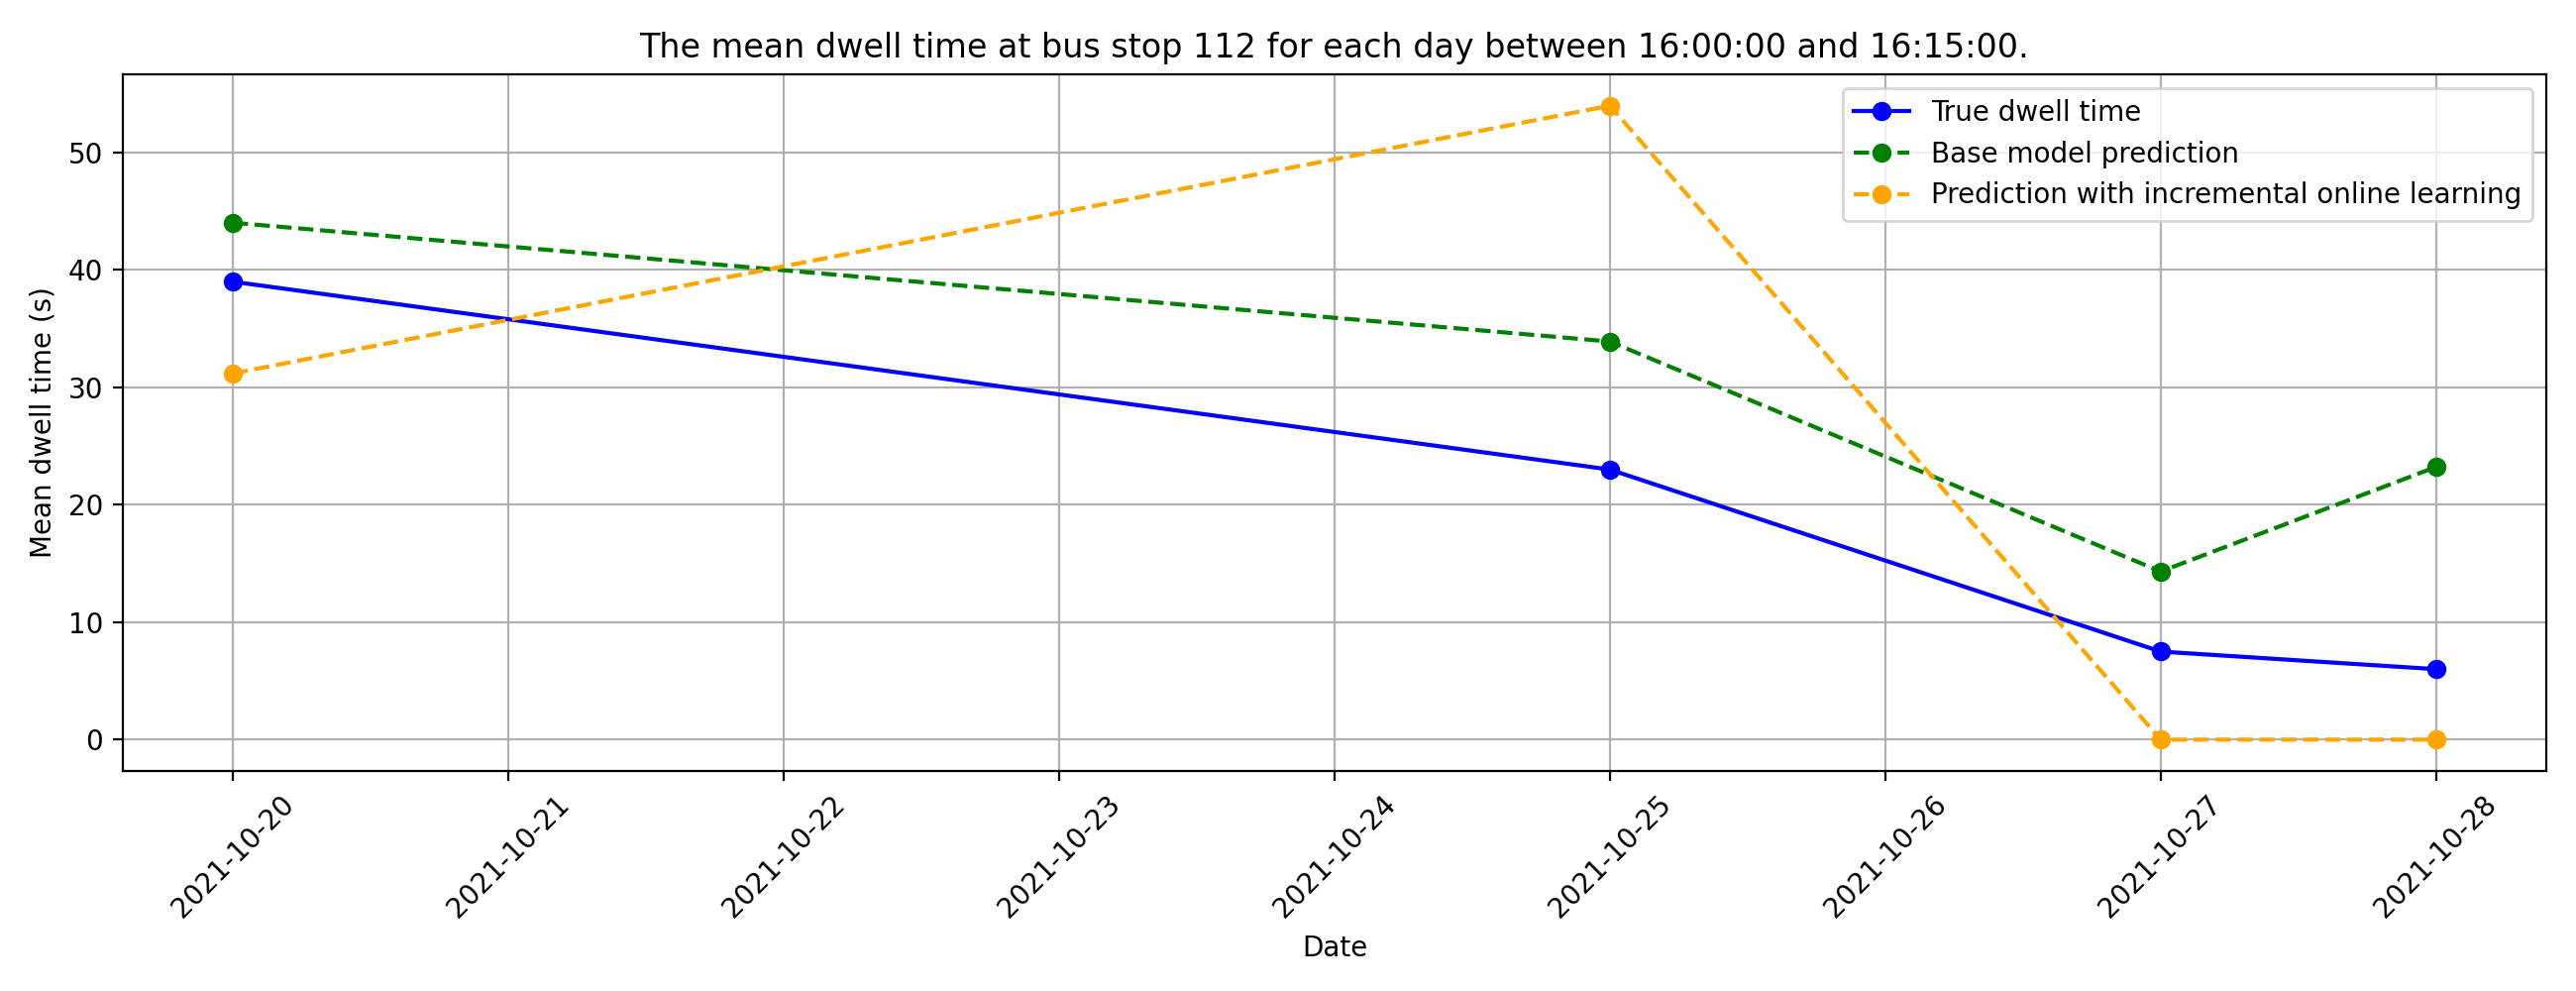 The mean dwell time at bus stop 112 for each day between 16:00:00 and 16:15:00.
True dwell time
Base model prediction
Prediction with incremental online learning
Mean dwell time (s)
50
40
30
20
10
0
2021-10-20
2021-10-21
2021-10-22
2021-10-23
2021-10-24
2021-10-25
2021-10-26
2021-10-27
2021-10-28
Date